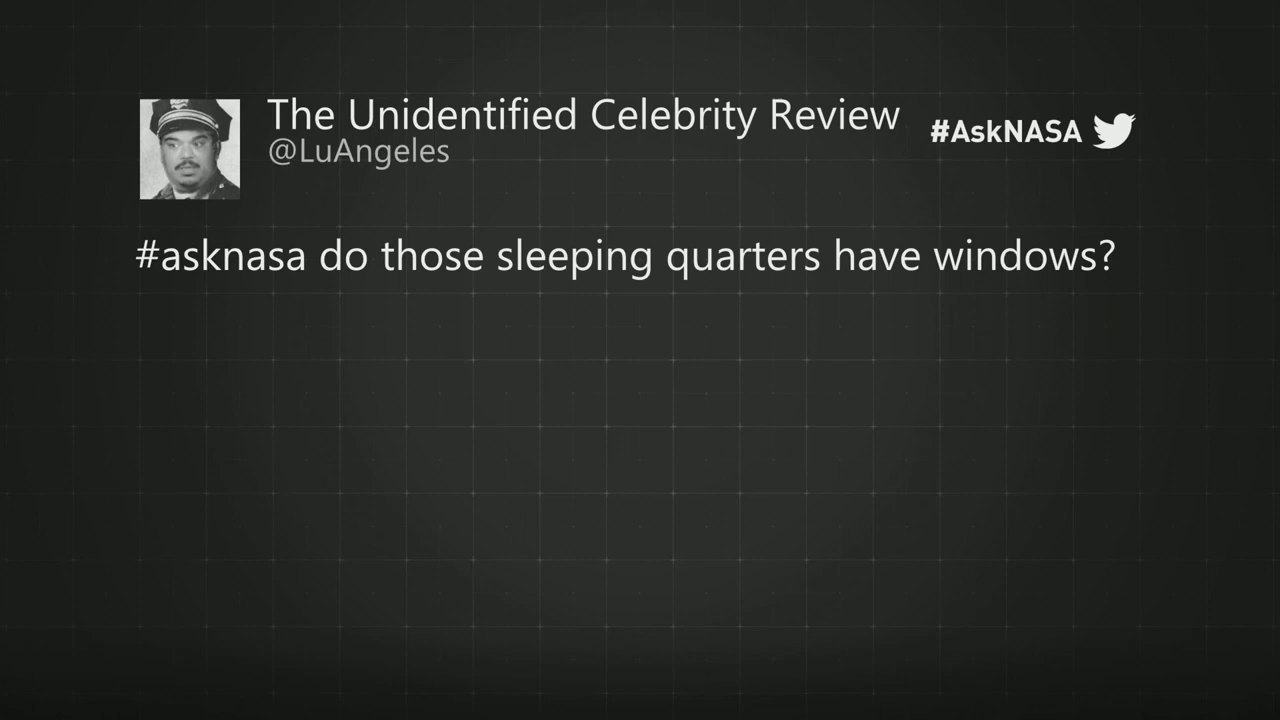 The Unidentified Celebrity Review
#AskNASA
@LuAngeles
#asknasa do those sleeping quarters have windows?